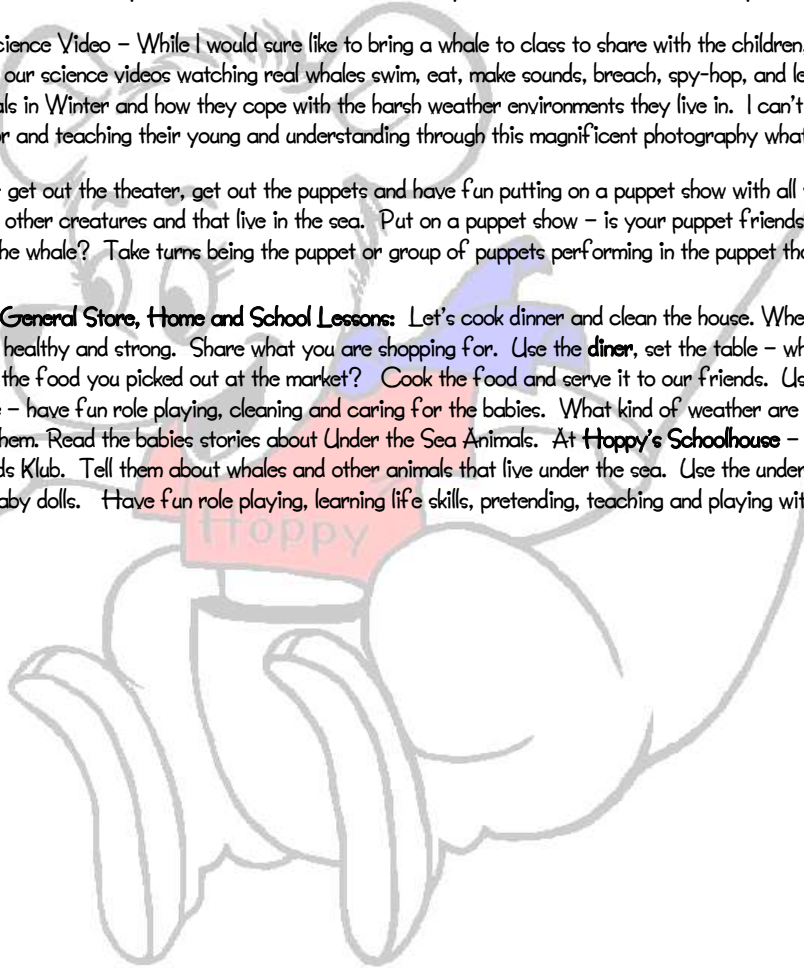 cience Video – While I would sure like to bring a whale to class to share with the children,
our science videos watching real whales swim, eat, make sounds, breach, spy-hop, and le
als in Winter and how they cope with the harsh weather environments they live in. I can't
or and teaching their young and understanding through this magnificent photography what
get out the theater, get out the puppets and have fun putting on a puppet show with all
other creatures and that live in the sea. Put on a puppet show – is your puppet friends
he whale? Take turns being the puppet or group of puppets performing in the puppet the
General Store, Home and School Lessons: Let's cook dinner and clean the house. Whe
healthy and strong. Share what you are shopping for. Use the diner, set the table – wh
the food you picked out at the market? Cook the food and serve it to our friends. Us
– have fun role playing, cleaning and caring for the babies. What kind of weather are
hem. Read the babies stories about Under the Sea Animals. At Hoppy's Schoolhouse –
ds Klub. Tell them about whales and other animals that live under the sea. Use the under
aby dolls. Have fun role playing, learning life skills, pretending, teaching and playing wit
Hoppy